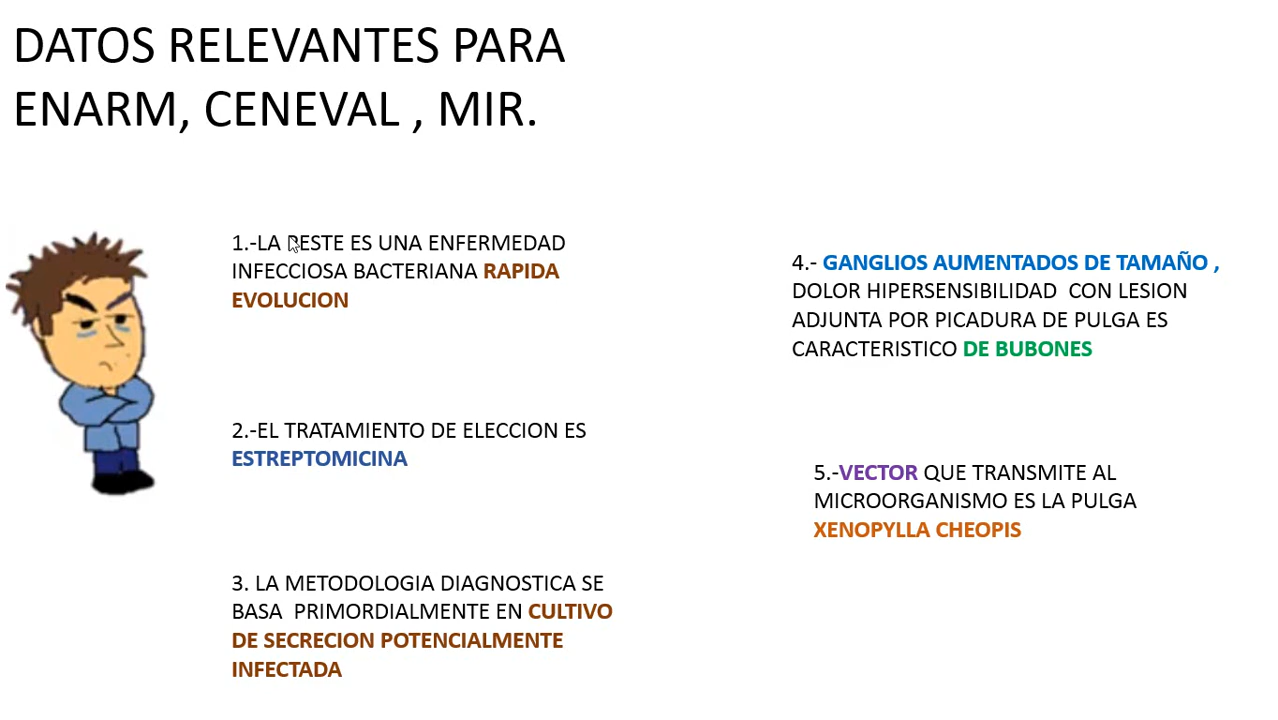 DATOS RELEVANTES PARA
ENARM, CENEVAL , MIR.
1.-LA PESTE ES UNA ENFERMEDAD
INFECCIOSA BACTERIANA RAPIDA
EVOLUCION
2.-EL TRATAMIENTO DE ELECCION ES
ESTREPTOMICINA
3. LA METODOLOGIA DIAGNOSTICA SE
BASA PRIMORDIALMENTE EN CULTIVO
DE SECRECION POTENCIALMENTE
INFECTADA
4.- GANGLIOS AUMENTADOS DE TAMAÑO ,
DOLOR HIPERSENSIBILIDAD CON LESION
ADJUNTA POR PICADURA DE PULGA ES
CARACTERISTICO DE BUBONES
5.-VECTOR QUE TRANSMITE AL
MICROORGANISMO ES LA PULGA
XENOPYLLA CHEOPIS